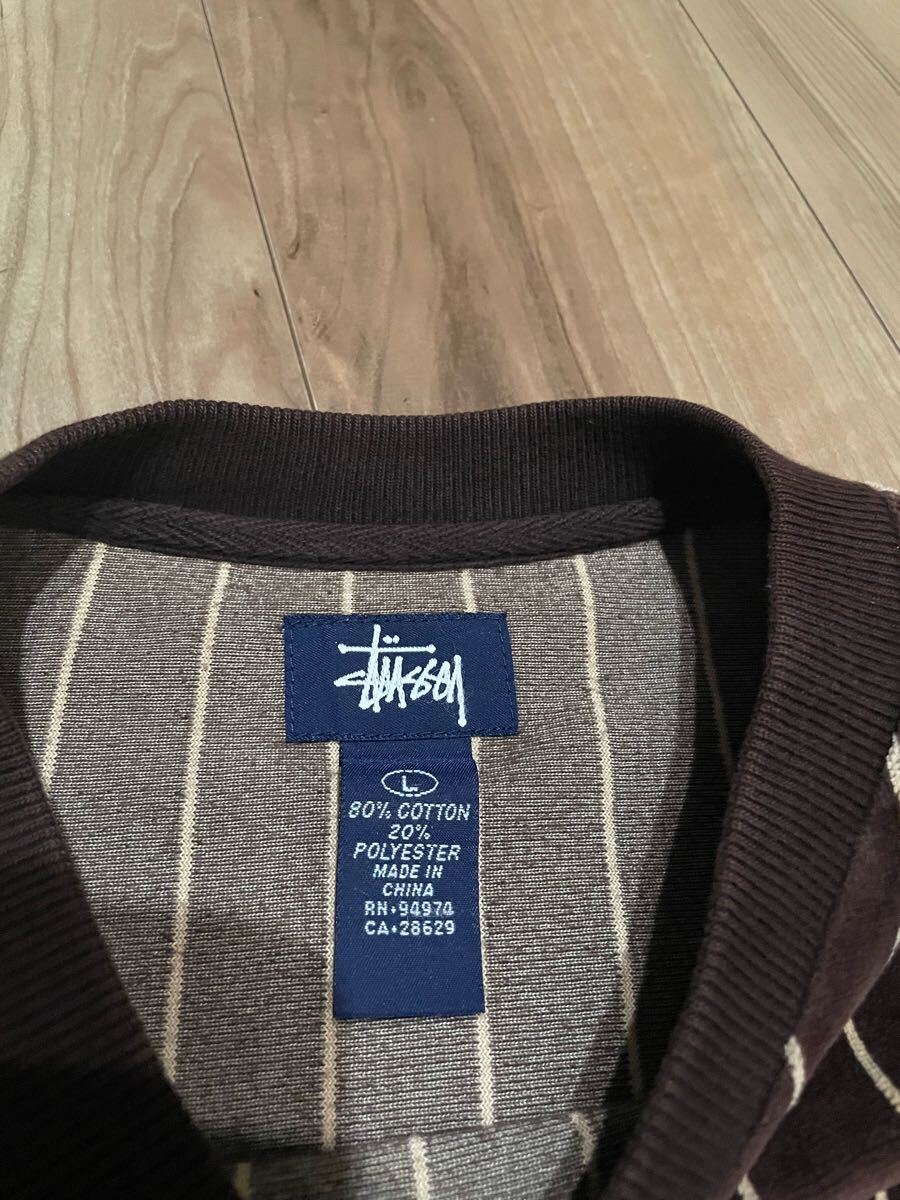 Stüssy
L
80% COTTON
20%
POLYESTER
MADE IN
CHINA
RN•94974
CA•28629